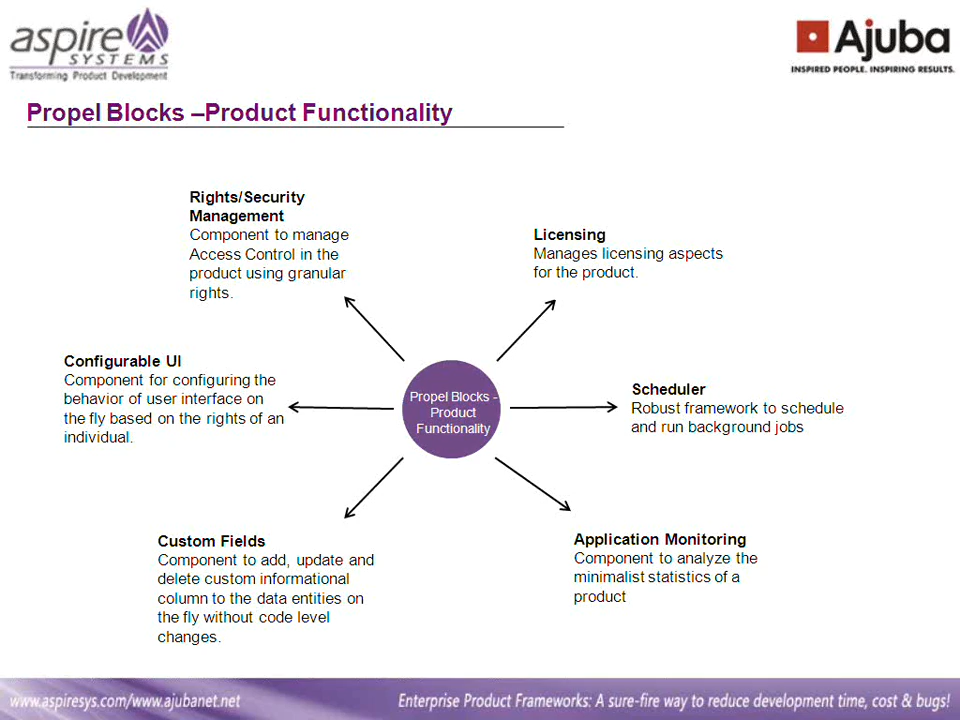 aspire
SYSTEMS
Transforming Product Development
Ajuba
INSPIRED PEOPLE. INSPIRING RESULTS.
Propel Blocks –Product Functionality
Rights/Security
Management
Component to manage
Access Control in the
product using granular
rights.
Licensing
Manages licensing aspects
for the product.
Configurable UI
Component for configuring the
behavior of user interface on
the fly based on the rights of an
individual.
Propel Blocks -
Product
Functionality
Scheduler
Robust framework to schedule
and run background jobs
Custom Fields
Component to add, update and
delete custom informational
column to the data entities on
the fly without code level
changes.
Application Monitoring
Component to analyze the
minimalist statistics of a
product
www.aspiresys.com/www.ajubanet.net
Enterprise Product Frameworks: A sure-fire way to reduce development time, cost & bugs!